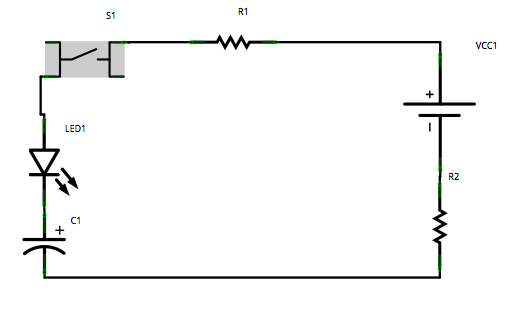 S1
R1
VCC1
+
LED1
R2
C1
+